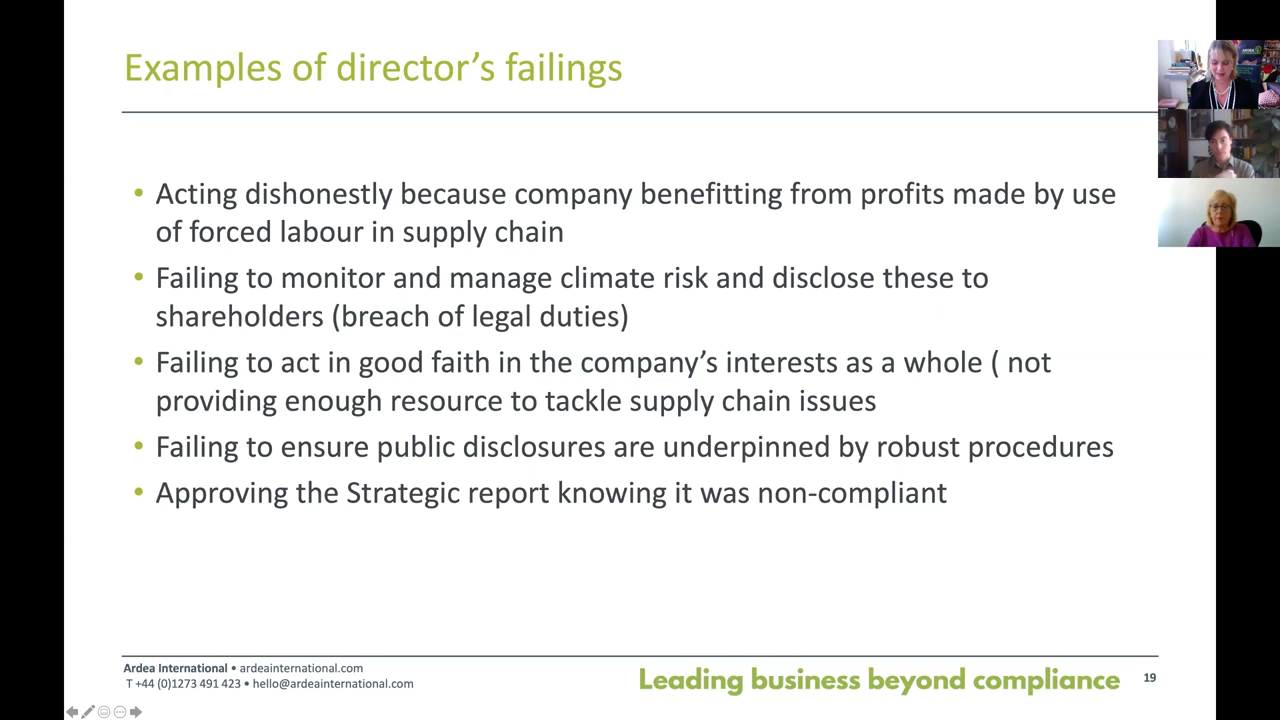 Examples of director’s failings
• Acting dishonestly because company benefitting from profits made by use
of forced labour in supply chain
• Failing to monitor and manage climate risk and disclose these to
shareholders (breach of legal duties)
• Failing to act in good faith in the company’s interests as a whole ( not
providing enough resource to tackle supply chain issues
• Failing to ensure public disclosures are underpinned by robust procedures
• Approving the Strategic report knowing it was non-compliant
Ardea International • ardeainternational.com
T +44 (0)1273 491 423 • hello@ardeainternational.com
Leading business beyond compliance
19